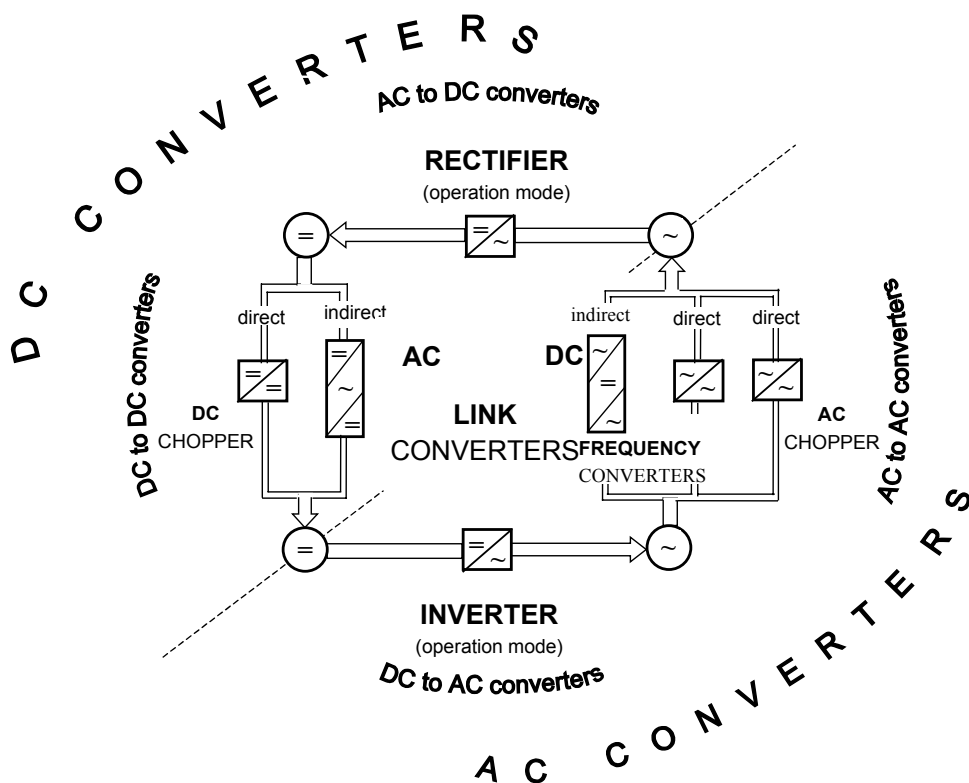 DC CONVERTERS
AC to DC converters
RECTIFIER
(operation mode)
= = ~ ~
DC to DC converters
direct indirect indirect direct direct
AC to AC converters
= = = ~ = AC DC ~ = ~ ~ ~ ~ ~
DC
CHOPPER
LINK
CONVERTERS
FREQUENCY
CONVERTERS
AC
CHOPPER
= = ~ ~
INVERTER
(operation mode)
DC to AC converters
AC CONVERTERS